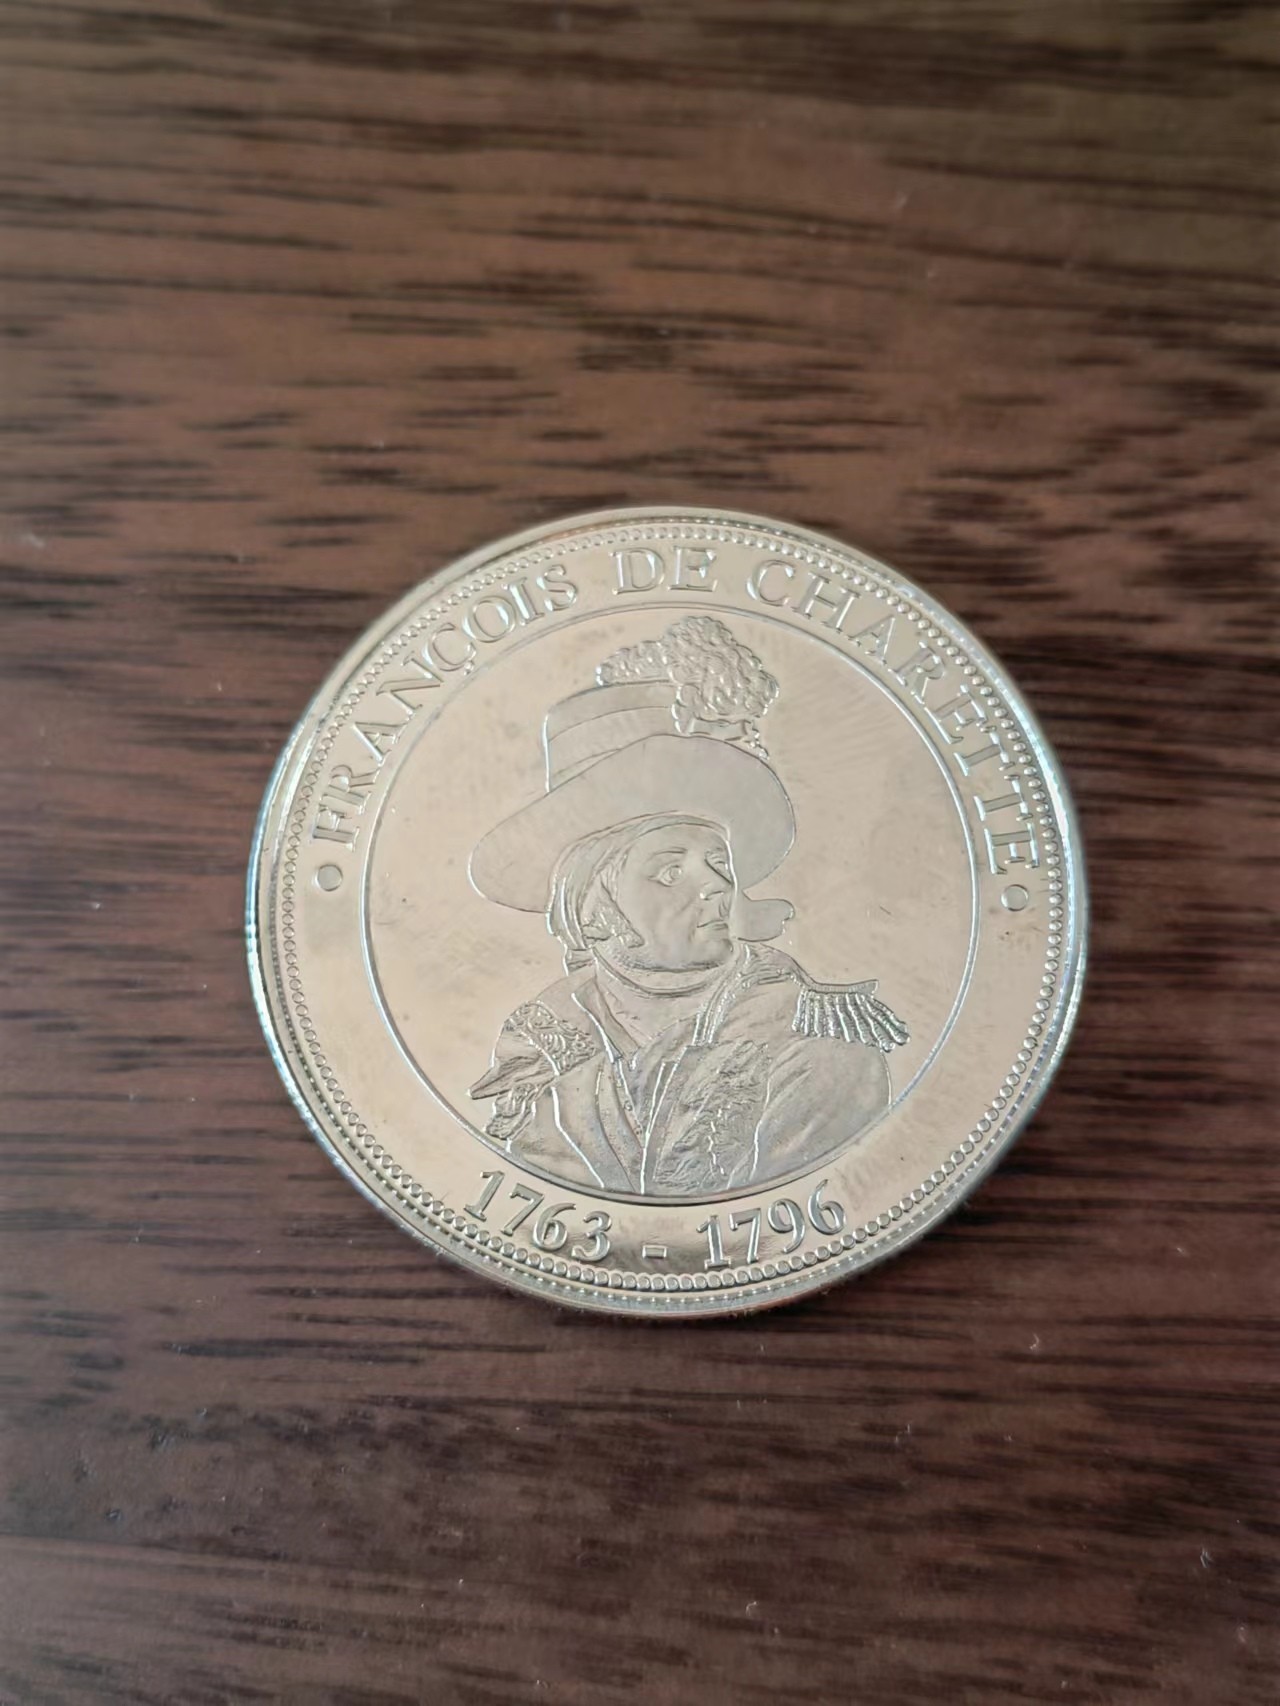 • FRANÇOIS DE CHARETTE •
1763 - 1796